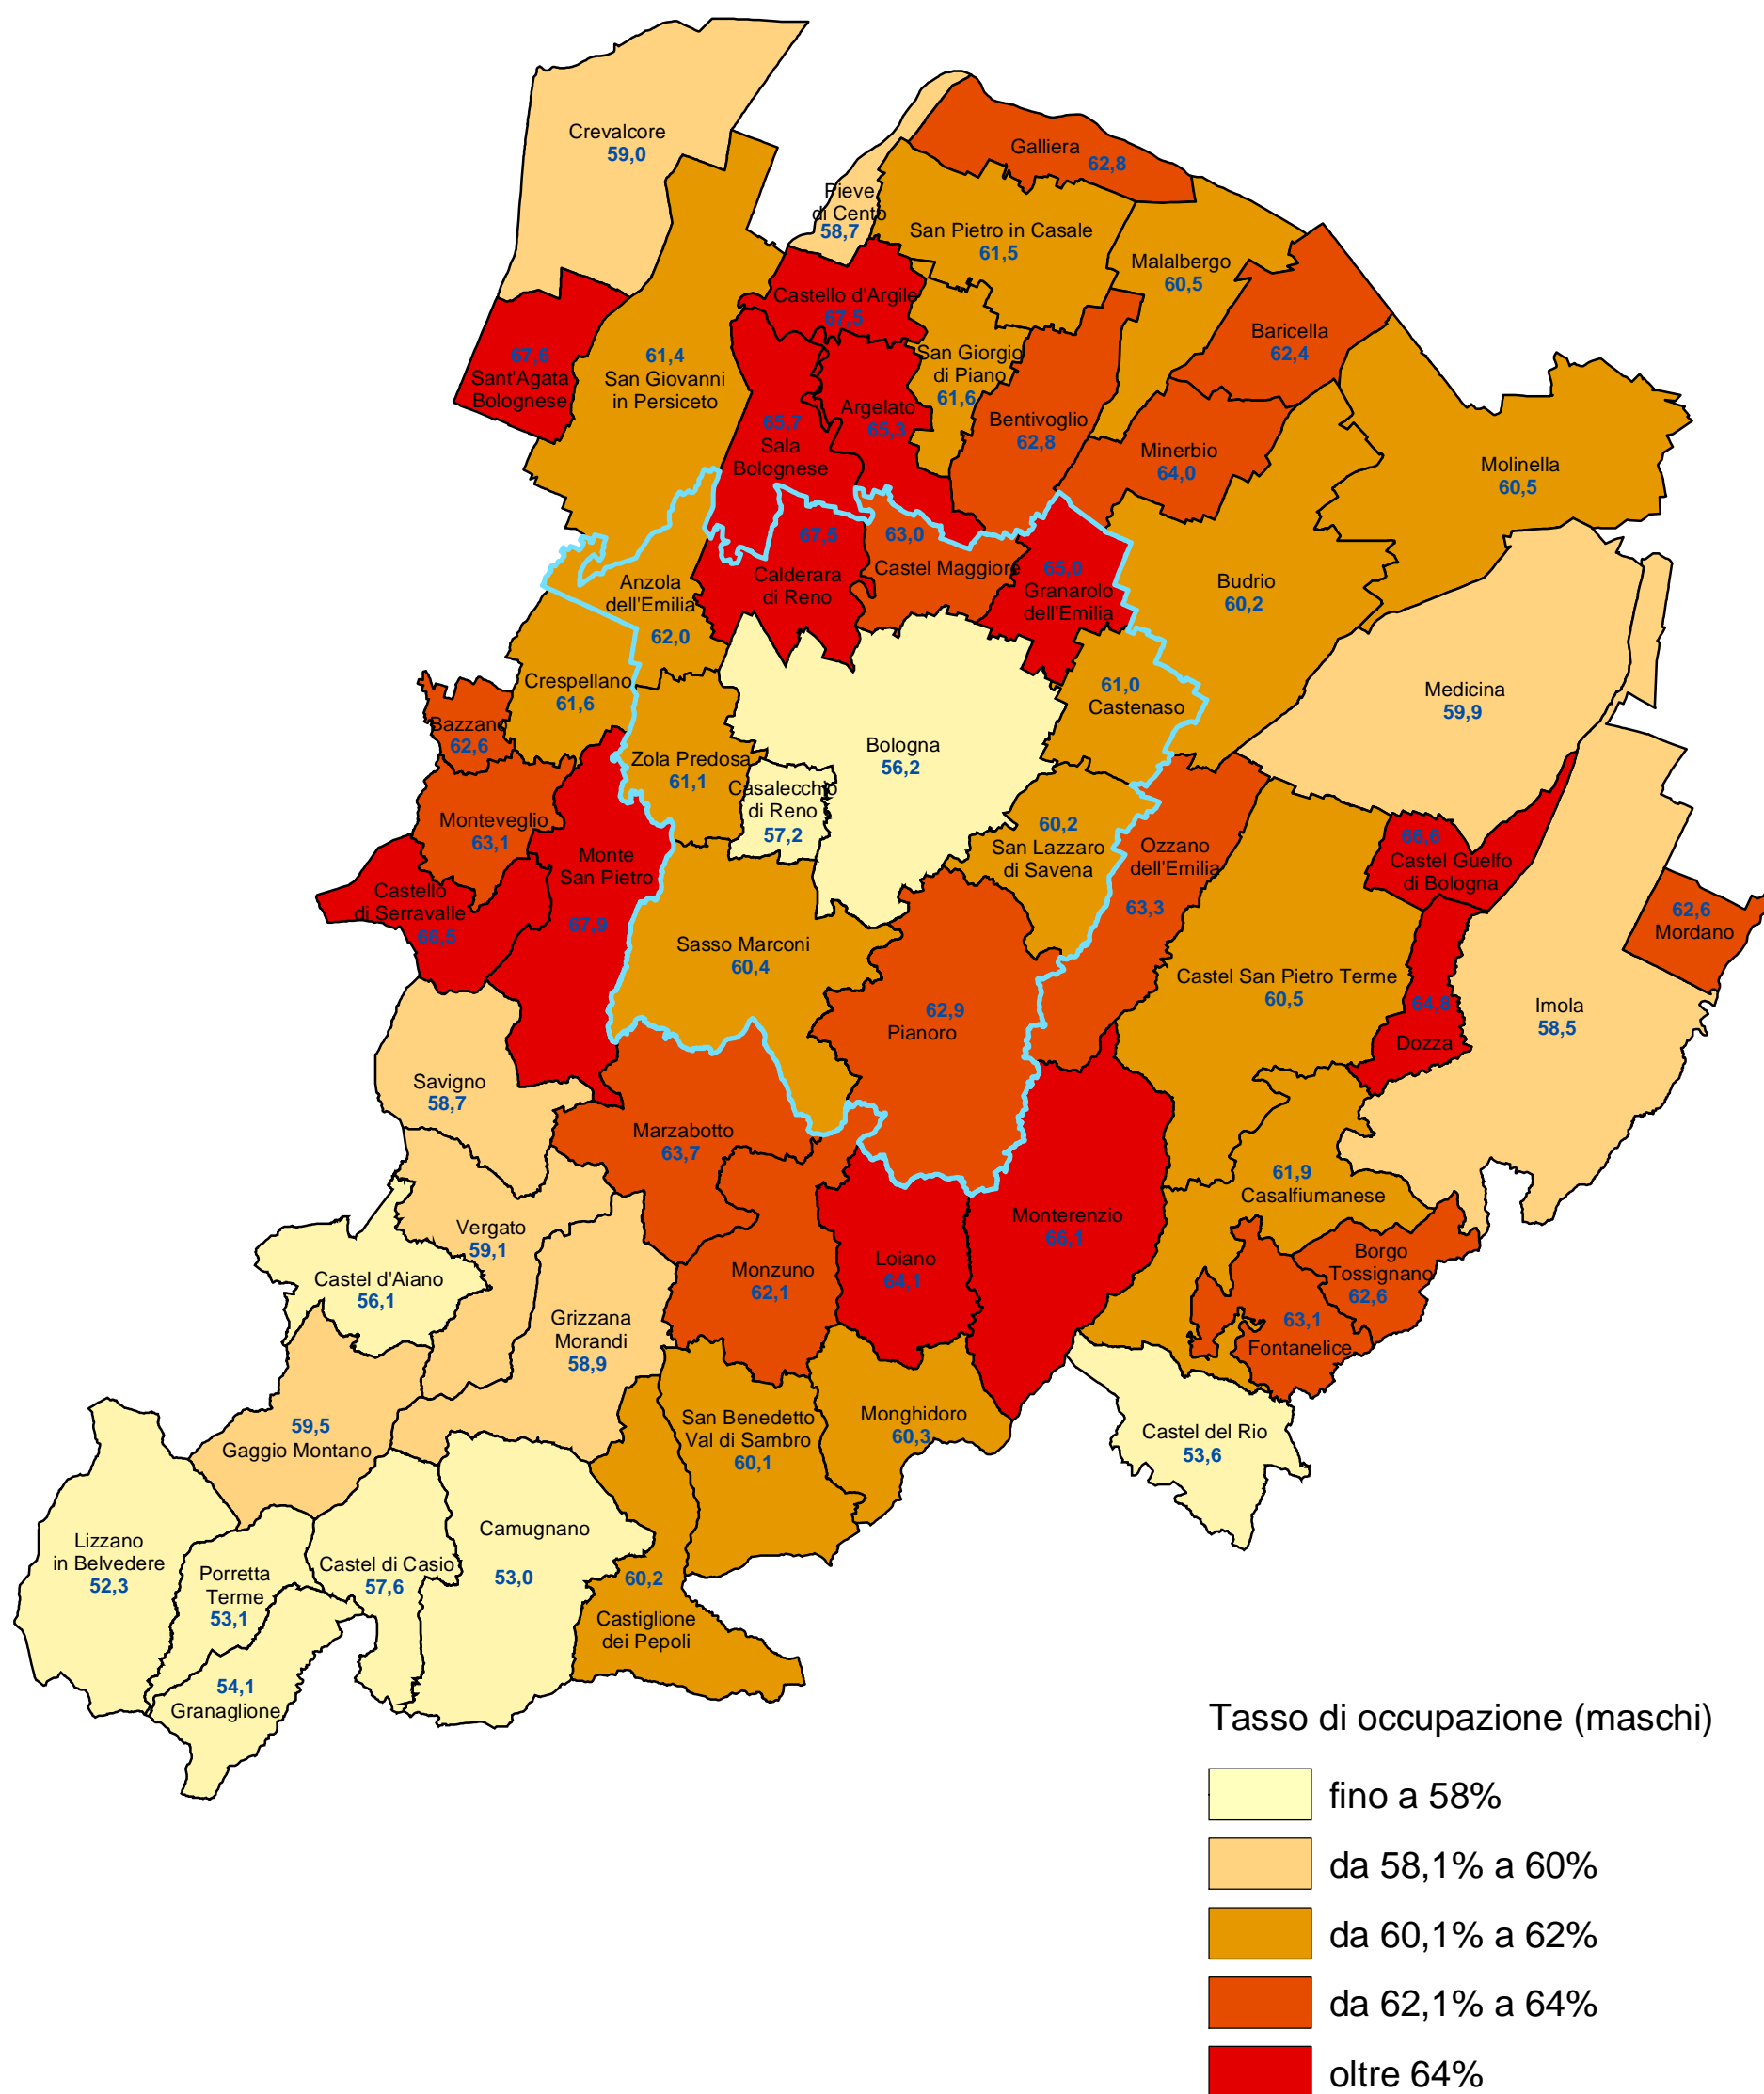 Crevalcore
59,0
Galliera
62,8
Pieve
di Cento
58,7
San Pietro in Casale
61,5
Malalbergo
60,5
Castello d'Argile
67,5
Baricella
62,4
67,6
Sant'Agata
Bolognese
61,4
San Giovanni
in Persiceto
San Giorgio
di Piano
61,6
Argelato
65,3
Bentivoglio
62,8
65,7
Sala
Bolognese
Minerbio
64,0
Molinella
60,5
67,5
Calderara
di Reno
63,0
Castel Maggiore
65,0
Granarolo
dell'Emilia
Anzola
dell'Emilia
62,0
Budrio
60,2
Crespellano
61,6
61,0
Castenaso
Medicina
59,9
Bazzano
62,6
Zola Predosa
61,1
Bologna
56,2
Casalecchio
di Reno
57,2
Monteveglio
63,1
60,2
San Lazzaro
di Savena
Ozzano
dell'Emilia
63,3
66,6
Castel Guelfo
di Bologna
Monte
San Pietro
67,9
Castello
di Serravalle
66,5
62,6
Mordano
Sasso Marconi
60,4
Castel San Pietro Terme
60,5
62,9
Pianoro
64,8
Dozza
Imola
58,5
Savigno
58,7
Marzabotto
63,7
61,9
Casalfiumanese
Vergato
59,1
Monterenzio
66,1
Castel d'Aiano
56,1
Monzuno
62,1
Loiano
64,1
Borgo
Tossignano
62,6
Grizzana
Morandi
58,9
63,1
Fontanelice
59,5
Gaggio Montano
San Benedetto
Val di Sambro
60,1
Monghidoro
60,3
Castel del Rio
53,6
Lizzano
in Belvedere
52,3
Porretta
Terme
53,1
Castel di Casio
57,6
Camugnano
53,0
60,2
Castiglione
dei Pepoli
54,1
Granaglione
Tasso di occupazione (maschi)
fino a 58%
da 58,1% a 60%
da 60,1% a 62%
da 62,1% a 64%
oltre 64%